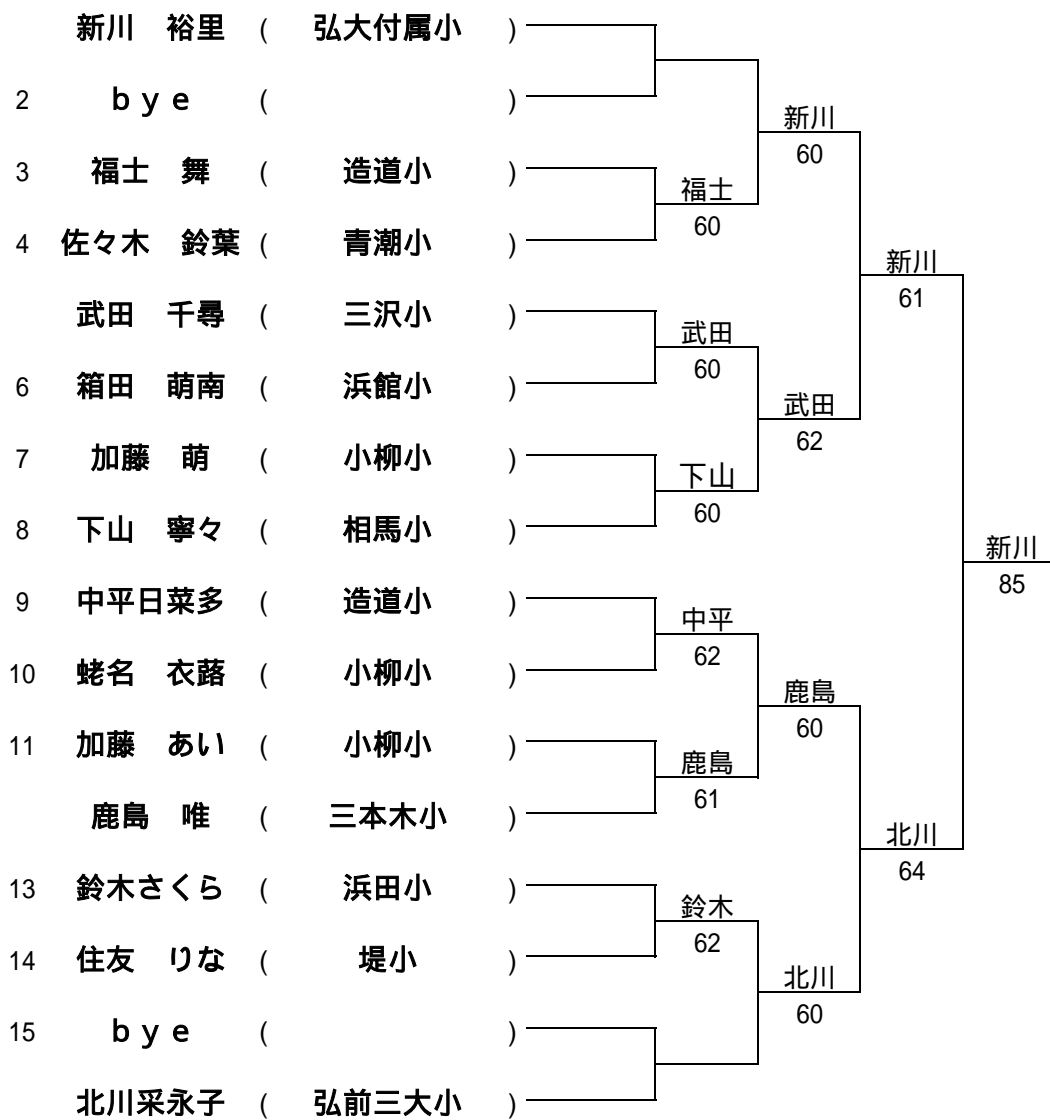 新川　裕里 ( 弘大付属小 )
2 ｂｙｅ ( )
新川
60
3 福士　舞 ( 造道小 )
福士
60
4 佐々木　鈴葉 ( 青潮小 )
新川
61
武田　千尋 ( 三沢小 )
武田
60
6 箱田　萌南 ( 浜館小 )
武田
62
7 加藤　萌 ( 小柳小 )
下山
60
8 下山　寧々 ( 相馬小 )
新川
85
9 中平日菜多 ( 造道小 )
中平
62
10 蛯名　衣蕗 ( 小柳小 )
鹿島
60
11 加藤　あい ( 小柳小 )
鹿島
61
鹿島　唯 ( 三本木小 )
北川
64
13 鈴木さくら ( 浜田小 )
鈴木
62
14 住友　りな ( 堤小 )
北川
60
15 ｂｙｅ ( )
北川采永子 ( 弘前三大小 )